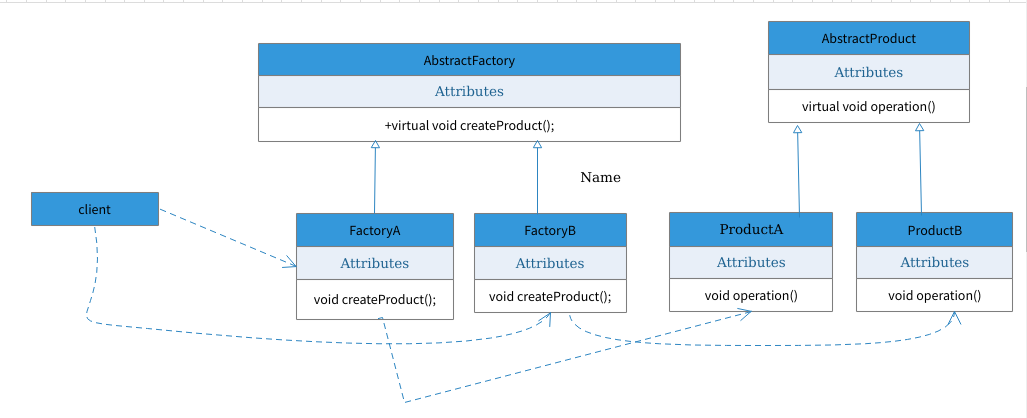 AbstractFactory
Attributes
+virtual void createProduct();
AbstractProduct
Attributes
virtual void operation()
Name
client
FactoryA
Attributes
void createProduct();
FactoryB
Attributes
void createProduct();
ProductA
Attributes
void operation()
ProductB
Attributes
void operation()